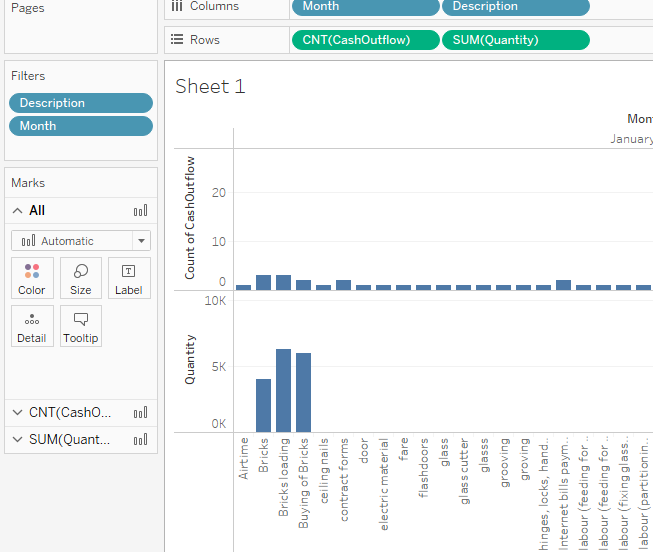 Pages
Columns
Month
Description
Rows
CNT(CashOutflow)
SUM(Quantity)
Filters
Description
Month
Marks
All
Automatic
Color
Size
Label
Detail
Tooltip
CNT(CashO...
SUM(Quant...
Sheet 1
Mon
January
Count of CashOutflow
20
10
0
Quantity
10K
5K
0K
Airtime
Bricks
Bricks loading
Buying of Bricks
ceiling nails
contract forms
door
electric material
fare
flashdoors
glass
glass cutter
glasss
grooving
groving
hinges, locks, hand..
Internet bills paym..
labour (feeding for ..
labour (feeding for ..
labour (fixing glass..
labour (partitionin..